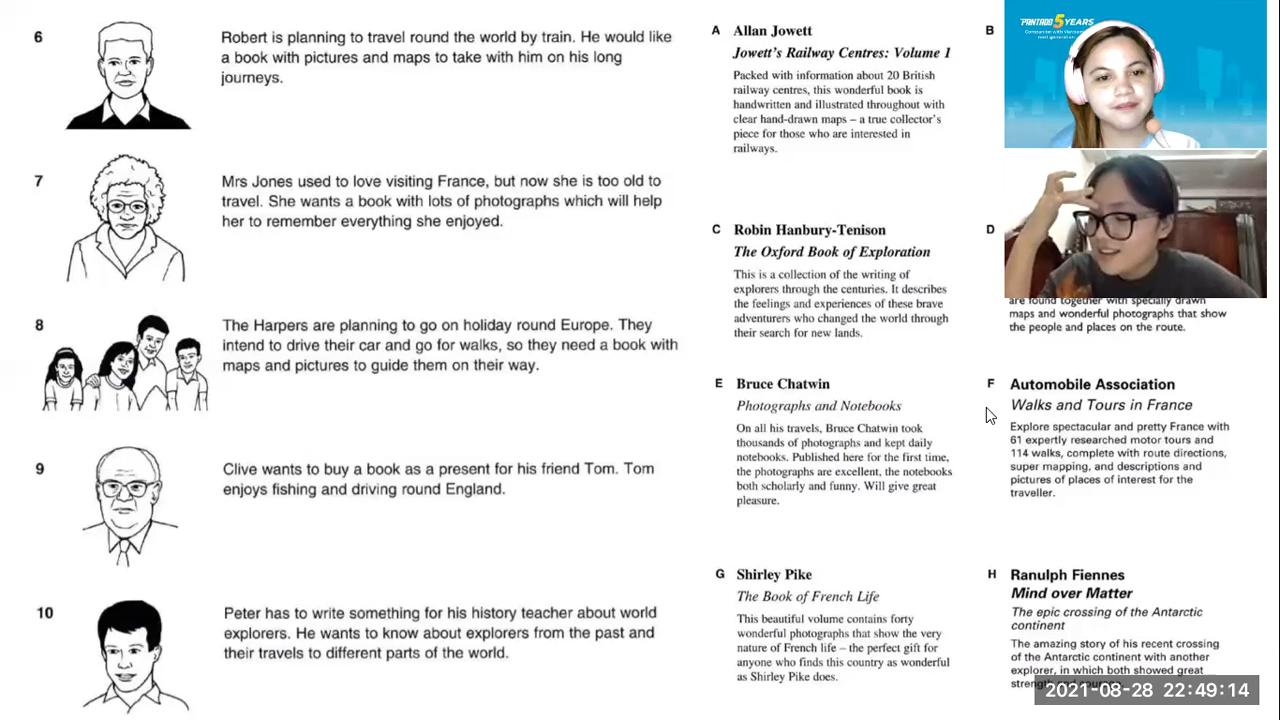 6
Robert is planning to travel round the world by train. He would like
a book with pictures and maps to take with him on his long
journeys.
7
Mrs Jones used to love visiting France, but now she is too old to
travel. She wants a book with lots of photographs which will help
her to remember everything she enjoyed.
8
The Harpers are planning to go on holiday round Europe. They
intend to drive their car and go for walks, so they need a book with
maps and pictures to guide them on their way.
9
Clive wants to buy a book as a present for his friend Tom. Tom
enjoys fishing and driving round England.
10
Peter has to write something for his history teacher about world
explorers. He wants to know about explorers from the past and
their travels to different parts of the world.
A
Allan Jowett
Jowett's Railway Centres: Volume 1
Packed with information about 20 British
railway centres, this wonderful book is
handwritten and illustrated throughout with
clear hand-drawn maps – a true collector's
piece for those who are interested in
railways.
B
PANTADO 5 YEARS
C
Robin Hanbury-Tenison
The Oxford Book of Exploration
This is a collection of the writing of
explorers through the centuries. It describes
the feelings and experiences of these brave
adventurers who changed the world through
their search for new lands.
D
are found together with specially drawn
maps and wonderful photographs that show
the people and places on the route.
E
Bruce Chatwin
Photographs and Notebooks
On all his travels, Bruce Chatwin took
thousands of photographs and kept daily
notebooks. Published here for the first time,
the photographs are excellent, the notebooks
both scholarly and funny. Will give great
pleasure.
F
Automobile Association
Walks and Tours in France
Explore spectacular and pretty France with
61 expertly researched motor tours and
114 walks, complete with route directions,
super mapping, and descriptions and
pictures of places of interest for the
traveller.
G
Shirley Pike
The Book of French Life
This beautiful volume contains forty
wonderful photographs that show the very
nature of French life – the perfect gift for
anyone who finds this country as wonderful
as Shirley Pike does.
H
Ranulph Fiennes
Mind over Matter
The epic crossing of the Antarctic
continent
The amazing story of his recent crossing
of the Antarctic continent with another
explorer, in which both showed great
2021-08-28 22:49:14